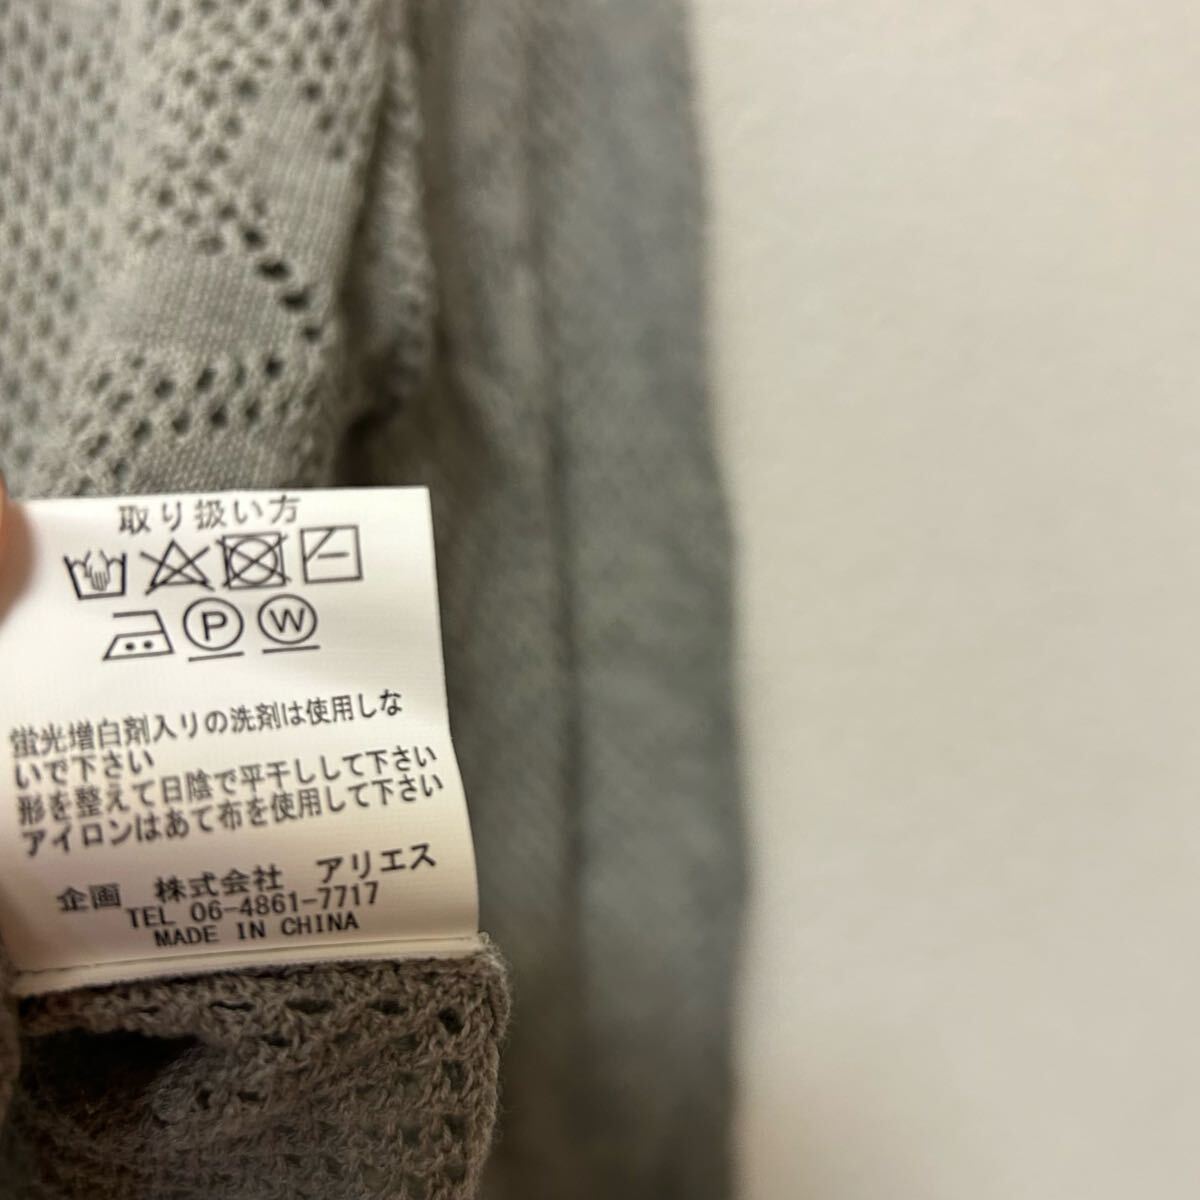 取り扱い方
P W
蛍光増白剤入りの洗剤は使用しな
いで下さい
形を整えて日陰で平干しして下さい
アイロンはあて布を使用して下さい
企画 株式会社 アリエス
TEL 06-4861-7717
MADE IN CHINA